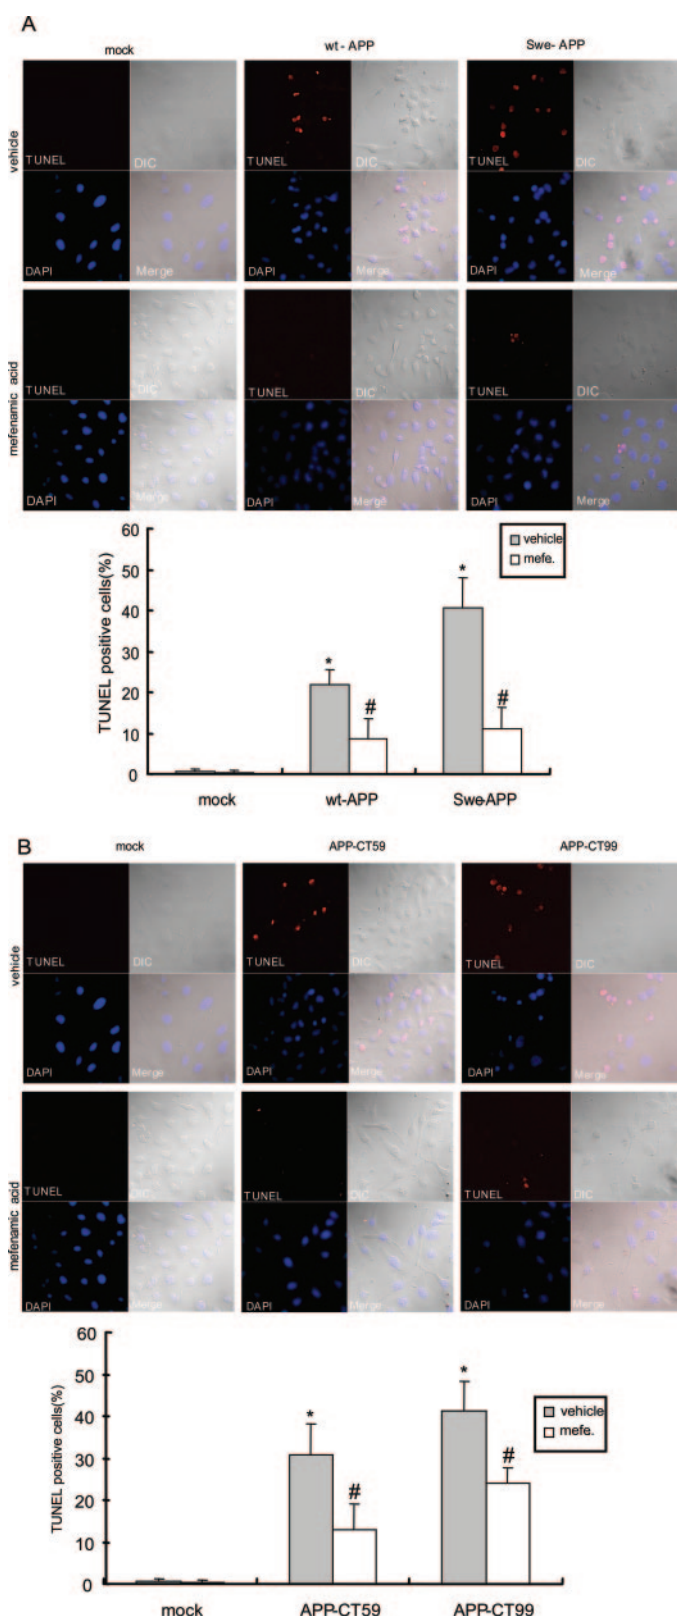 A
mock wt- APP Swe- APP
vehicle
TUNEL DIC TUNEL DIC TUNEL DIC
DAPI Merge DAPI Merge DAPI Merge
mefenamic acid
TUNEL DIC TUNEL DIC TUNEL DIC
DAPI Merge DAPI Merge DAPI Merge
TUNEL positive cells(%)
60
50
40
30
20
10
0
vehicle
mefe.
*
#
*
#
mock wt-APP Swe-APP
B
mock APP-CT59 APP-CT99
vehicle
TUNEL DIC TUNEL DIC TUNEL DIC
DAPI Merge DAPI Merge DAPI Merge
mefenamic acid
TUNEL DIC TUNEL DIC TUNEL DIC
DAPI Merge DAPI Merge DAPI Merge
TUNEL positive cells(%)
60
50
40
30
20
10
0
vehicle
mefe.
*
#
*
#
mock APP-CT59 APP-CT99